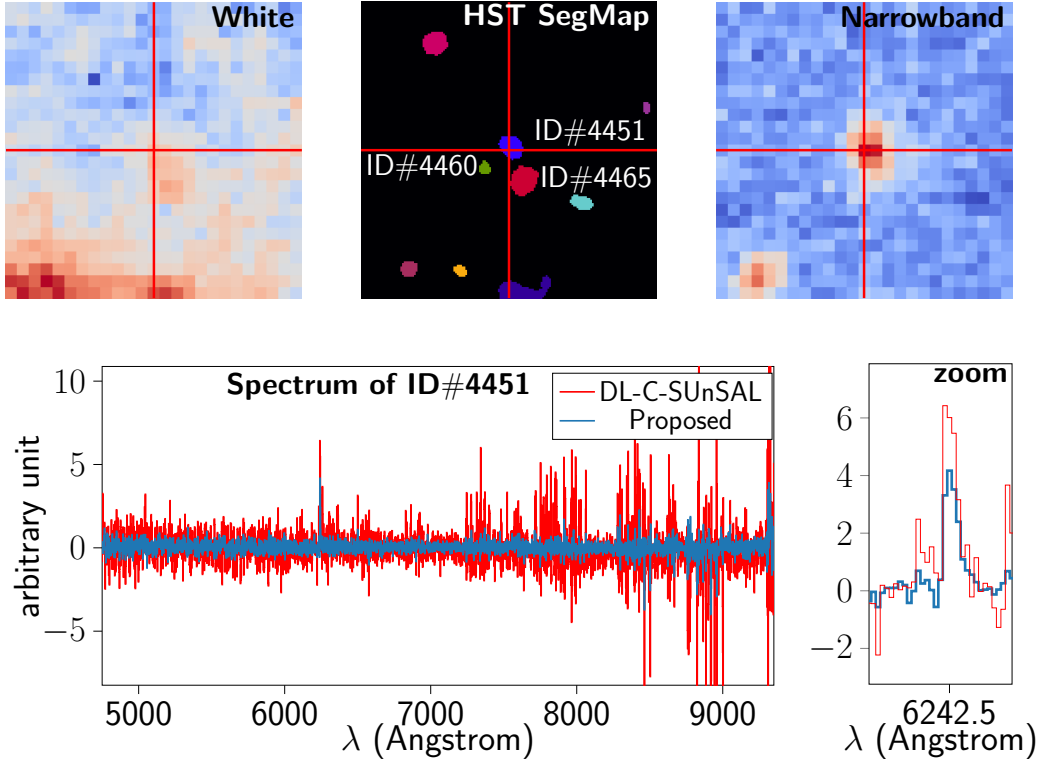 White
HST SegMap
Narrowband
ID#4451
ID#4460
ID#4465
Spectrum of ID#4451
DL-C-SUnSAL
Proposed
arbitrary unit
10
5
0
−5
5000 6000 7000 8000 9000
λ (Angstrom)
zoom
6
4
2
0
−2
6242.5
λ (Angstrom)